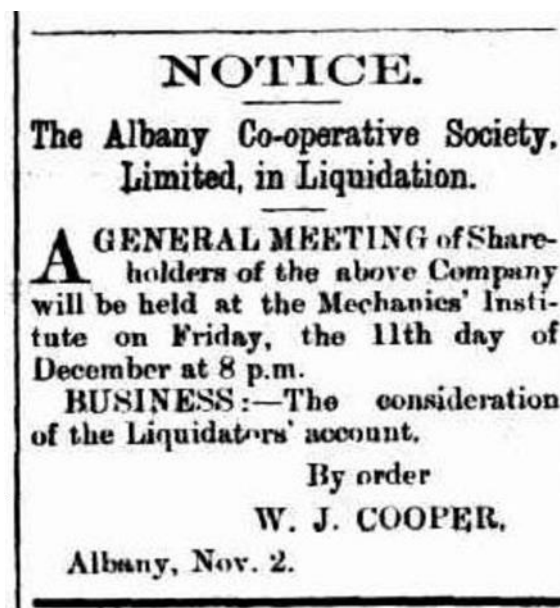 NOTICE.
The Albany Co-operative Society,
Limited, in Liquidation.
A GENERAL MEETING of Share-
holders of the above Company
will be held at the Mechanics' Insti-
tute on Friday, the 11th day of
December at 8 p.m.
BUSINESS:—The consideration
of the Liquidators' account.
By order
W. J. COOPER.
Albany, Nov. 2.